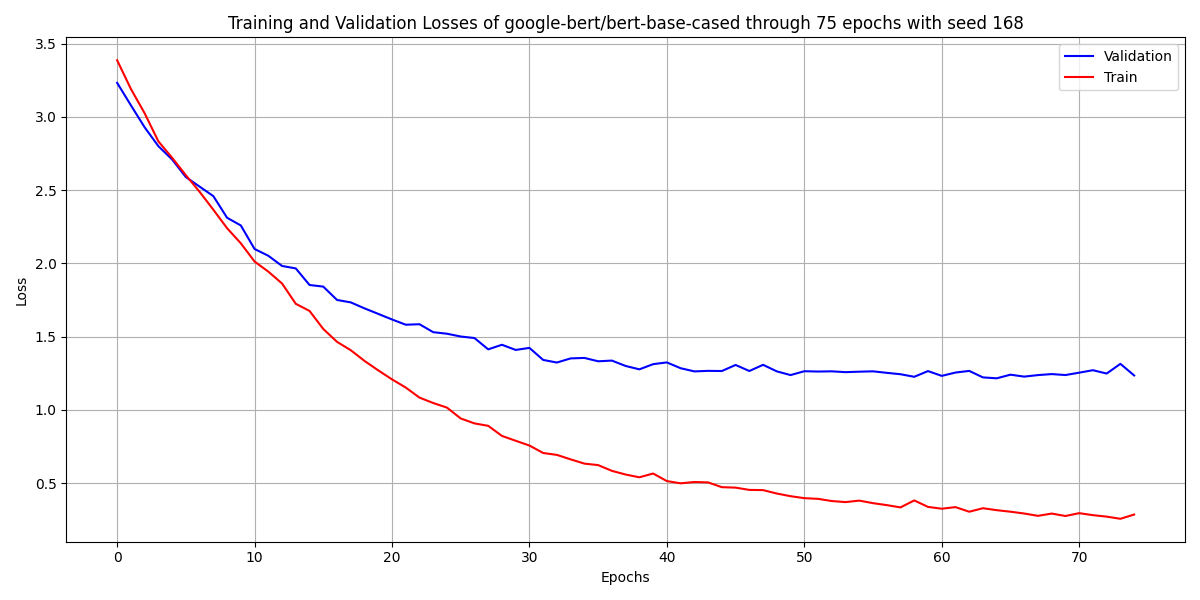 Training and Validation Losses of google-bert/bert-base-cased through 75 epochs with seed 168
Validation
Train
Loss
3.5
3.0
2.5
2.0
1.5
1.0
0.5
0 10 20 30 40 50 60 70
Epochs